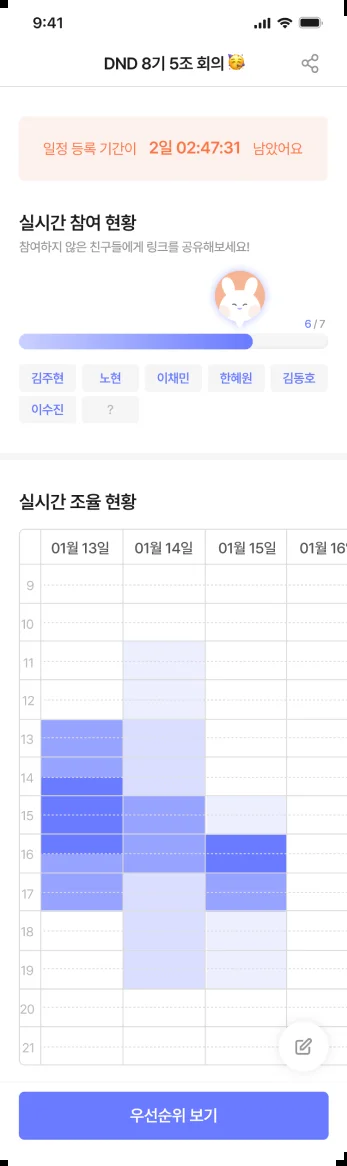 9:41
DND 8기 5조 회의 🥳
일정 등록 기간이 2일 02:47:31 남았어요
실시간 참여 현황
참여하지 않은 친구들에게 링크를 공유해보세요!
6 / 7
김주현 노현 이채민 한혜원 김동호
이수진 ?
실시간 조율 현황
01월 13일 01월 14일 01월 15일 01월 16일
9
10
11
12
13
14
15
16
17
18
19
20
21
우선순위 보기